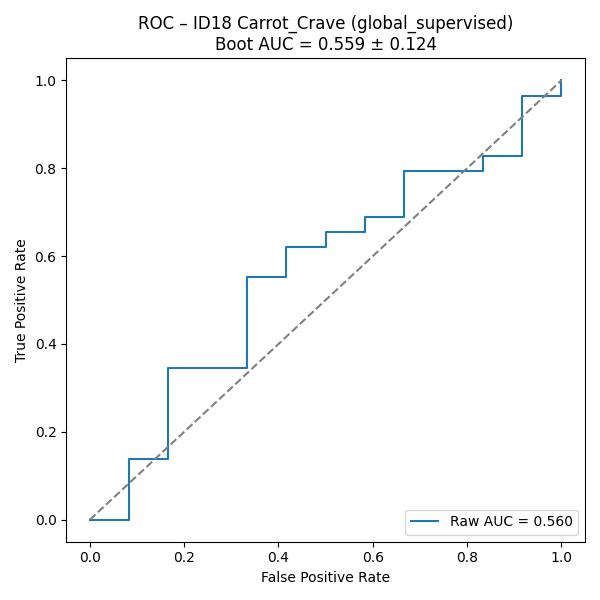 ROC – ID18 Carrot_Crave (global_supervised)
Boot AUC = 0.559 ± 0.124
1.0
0.8
0.6
0.4
0.2
0.0
True Positive Rate
Raw AUC = 0.560
0.0 0.2 0.4 0.6 0.8 1.0
False Positive Rate